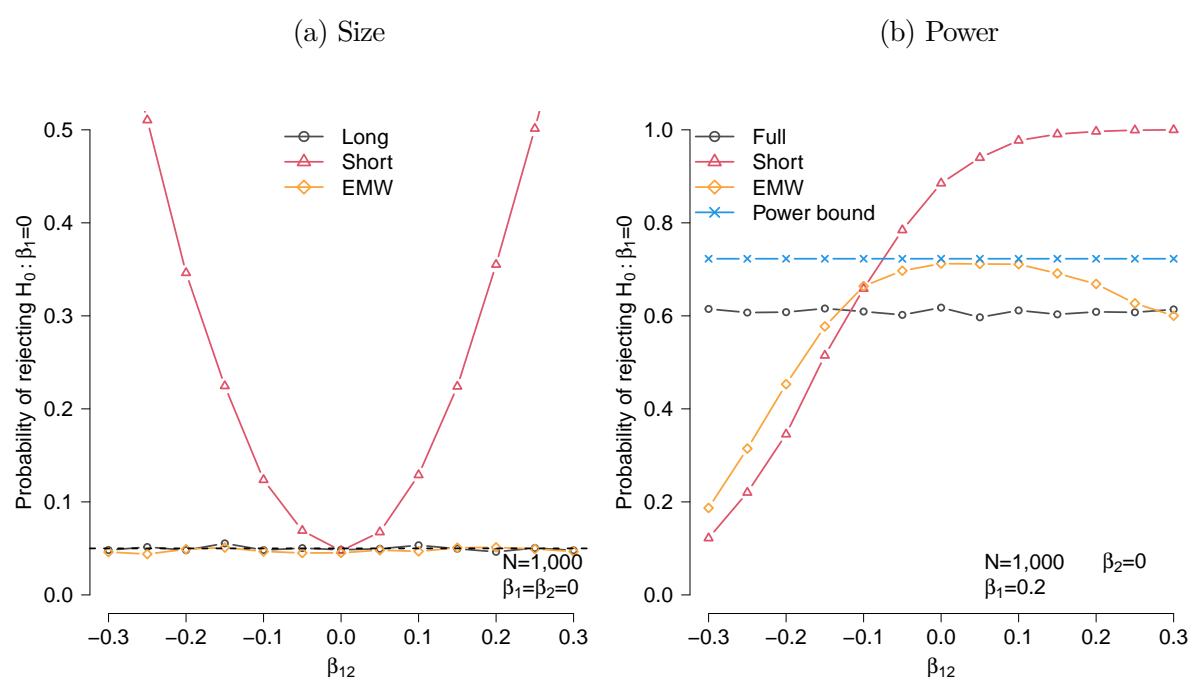 (a) Size
Probability of rejecting H₀ : β₁=0
0.5
0.4
0.3
0.2
0.1
0.0
Long
Short
EMW
N=1,000
β₁=β₂=0
−0.3 −0.2 −0.1 0.0 0.1 0.2 0.3
β₁₂
(b) Power
Probability of rejecting H₀ : β₁=0
1.0
0.8
0.6
0.4
0.2
0.0
Full
Short
EMW
Power bound
N=1,000 β₂=0
β₁=0.2
−0.3 −0.2 −0.1 0.0 0.1 0.2 0.3
β₁₂